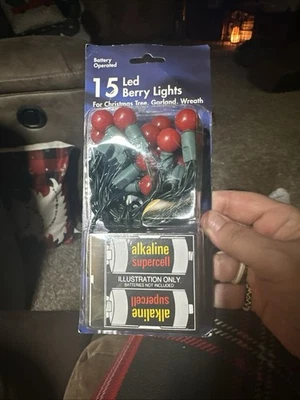 Battery
Operated
15 Led
Berry Lights
For Christmas Tree, Garland, Wreath
alkaline
supercell
ILLUSTRATION ONLY
BATTERIES NOT INCLUDED
alkaline
supercell